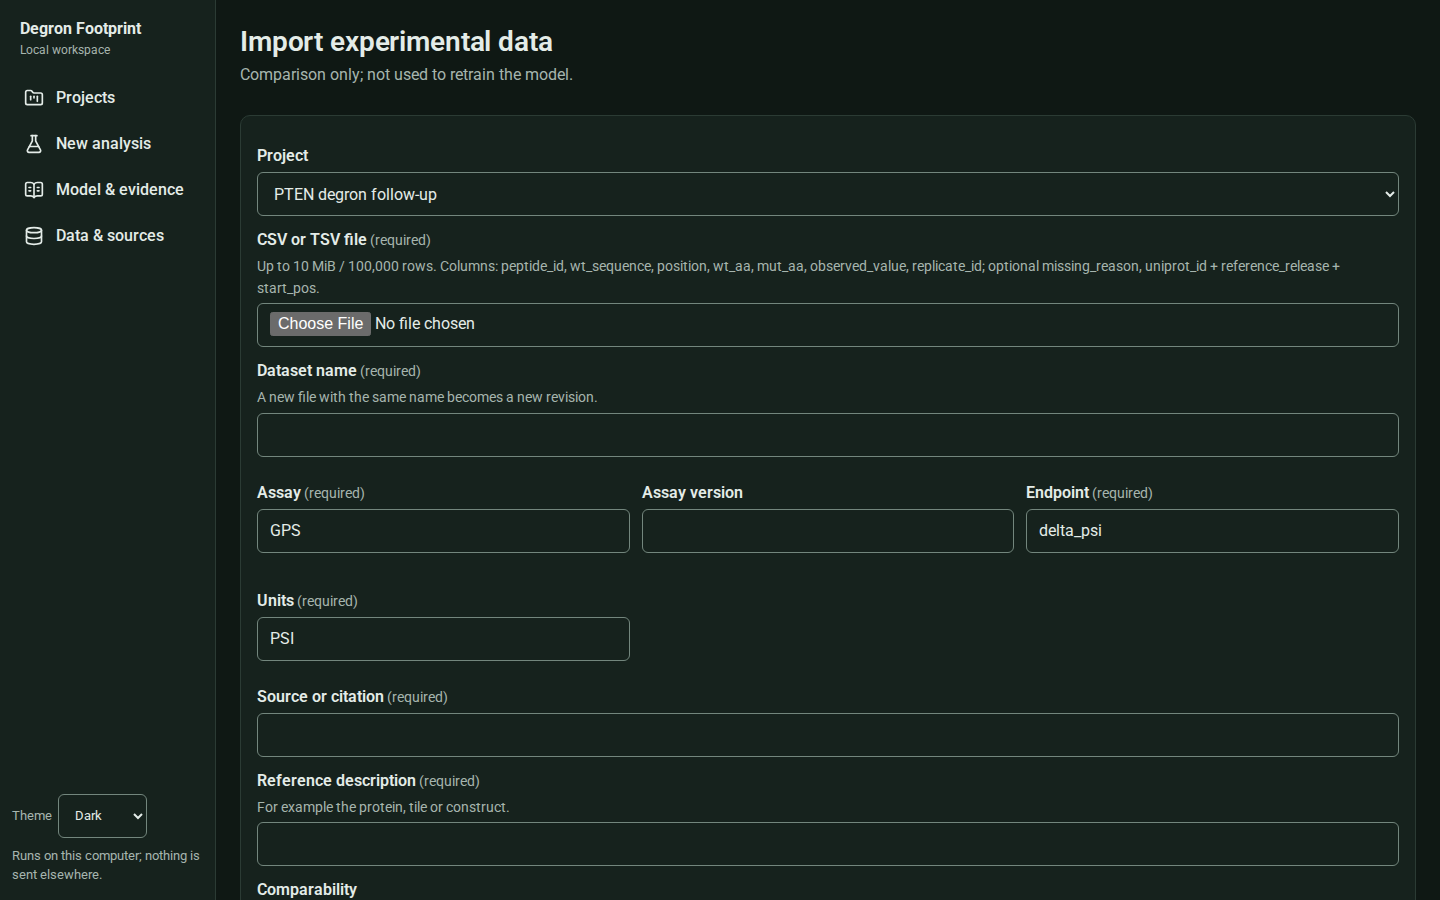 Degron Footprint
Local workspace
Projects
New analysis
Model & evidence
Data & sources
Theme
Dark
Runs on this computer; nothing is
sent elsewhere.
Import experimental data
Comparison only; not used to retrain the model.
Project
PTEN degron follow-up
CSV or TSV file (required)
Up to 10 MiB / 100,000 rows. Columns: peptide_id, wt_sequence, position, wt_aa, mut_aa, observed_value, replicate_id; optional missing_reason, uniprot_id + reference_release +
start_pos.
Choose File No file chosen
Dataset name (required)
A new file with the same name becomes a new revision.
Assay (required)
GPS
Assay version
Endpoint (required)
delta_psi
Units (required)
PSI
Source or citation (required)
Reference description (required)
For example the protein, tile or construct.
Comparability